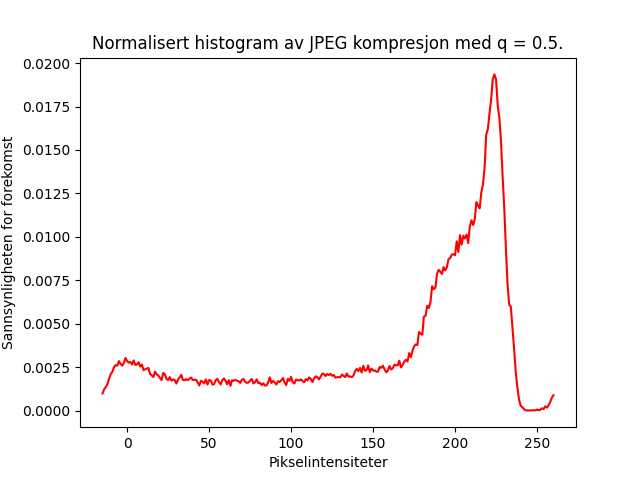 Normalisert histogram av JPEG kompresjon med q = 0.5.
0.0200
0.0175
0.0150
0.0125
0.0100
0.0075
0.0050
0.0025
0.0000
Sannsynligheten for forekomst
0 50 100 150 200 250
Pikselintensiteter